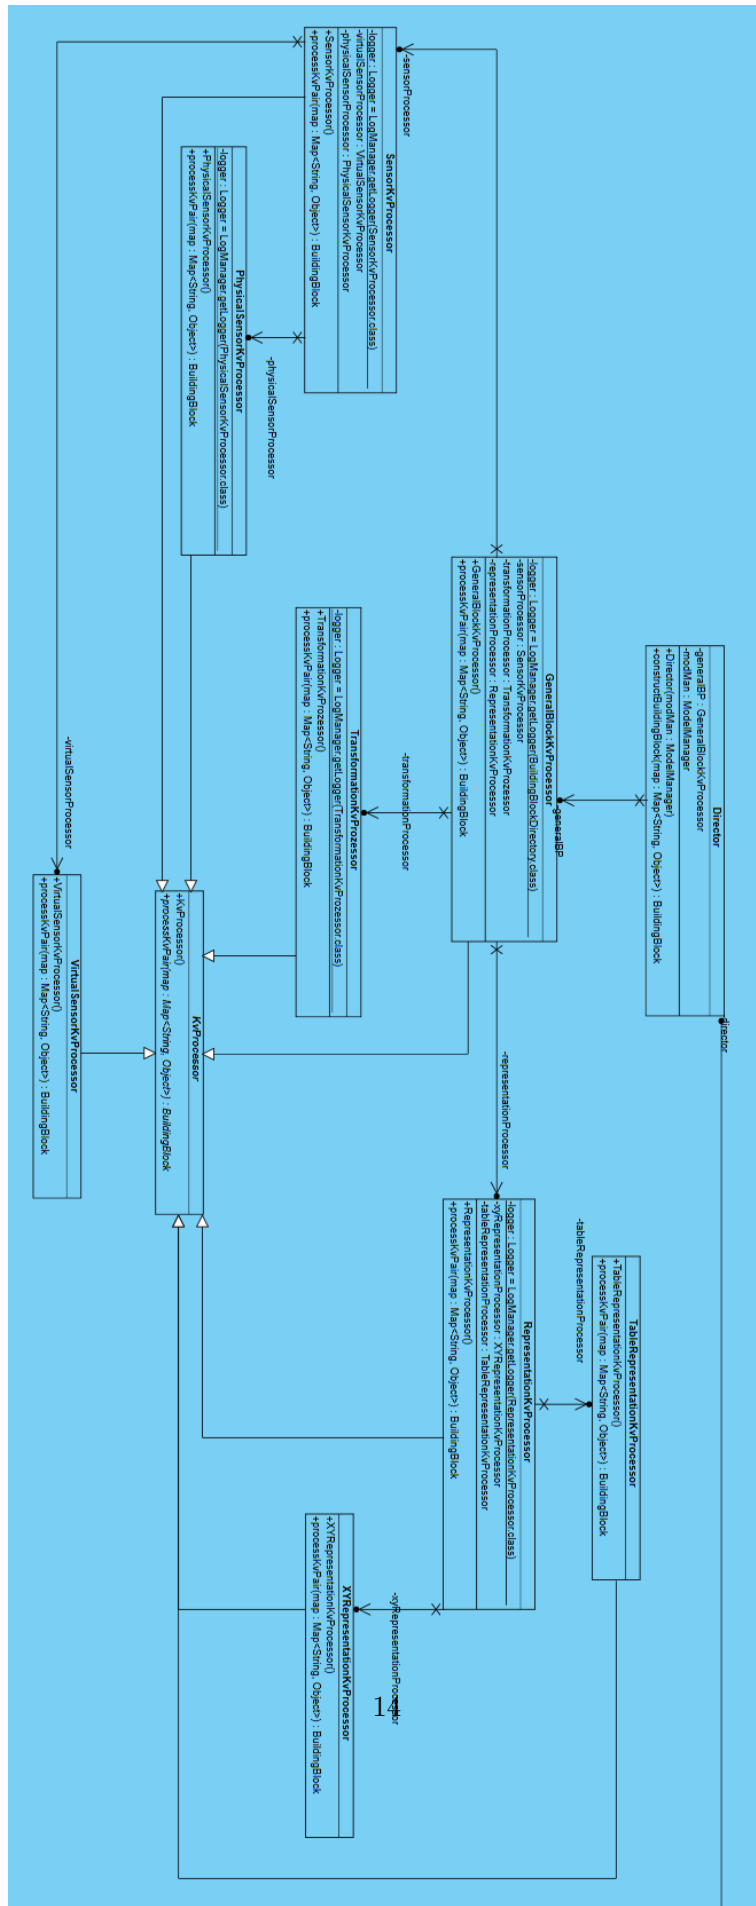 Director
-generalBP : GeneralBlockKvProcessor
-modMan : ModelManager
+Director(modMan : ModelManager)
+constructBuildingBlock(map : Map<String, Object>) : BuildingBlock
director
-generalBP
GeneralBlockKvProcessor
-logger : Logger = LogManager.getLogger(BuildingBlockDirectory.class)
-sensorProcessor : SensorKvProcessor
-transformationProcessor : TransformationKvProzessor
-representationProcessor : RepresentationKvProcessor
+GeneralBlockKvProcessor()
+processKvPair(map : Map<String, Object>) : BuildingBlock
-sensorProcessor
-transformationProcessor
-representationProcessor
SensorKvProcessor
-logger : Logger = LogManager.getLogger(SensorKvProcessor.class)
-virtualSensorProcessor : VirtualSensorKvProcessor
-physicalSensorProcessor : PhysicalSensorKvProcessor
+SensorKvProcessor()
+processKvPair(map : Map<String, Object>) : BuildingBlock
-physicalSensorProcessor
PhysicalSensorKvProcessor
-logger : Logger = LogManager.getLogger(PhysicalSensorKvProcessor.class)
+PhysicalSensorKvProcessor()
+processKvPair(map : Map<String, Object>) : BuildingBlock
TransformationKvProzessor
-logger : Logger = LogManager.getLogger(TransformationKvProzessor.class)
+TransformationKvProzessor()
+processKvPair(map : Map<String, Object>) : BuildingBlock
TableRepresentationKvProcessor
+TableRepresentationKvProcessor()
+processKvPair(map : Map<String, Object>) : BuildingBlock
-tableRepresentationProcessor
RepresentationKvProcessor
-logger : Logger = LogManager.getLogger(RepresentationKvProcessor.class)
-xyRepresentationProcessor : XYRepresentationKvProcessor
-tableRepresentationProcessor : TableRepresentationKvProcessor
+RepresentationKvProcessor()
+processKvPair(map : Map<String, Object>) : BuildingBlock
-xyRepresentationProcessor
XYRepresentationKvProcessor
+XYRepresentationKvProcessor()
+processKvPair(map : Map<String, Object>) : BuildingBlock
KvProcessor
+KvProcessor()
+processKvPair(map : Map<String, Object>) : BuildingBlock
-virtualSensorProcessor
VirtualSensorKvProcessor
+VirtualSensorKvProcessor()
+processKvPair(map : Map<String, Object>) : BuildingBlock
14